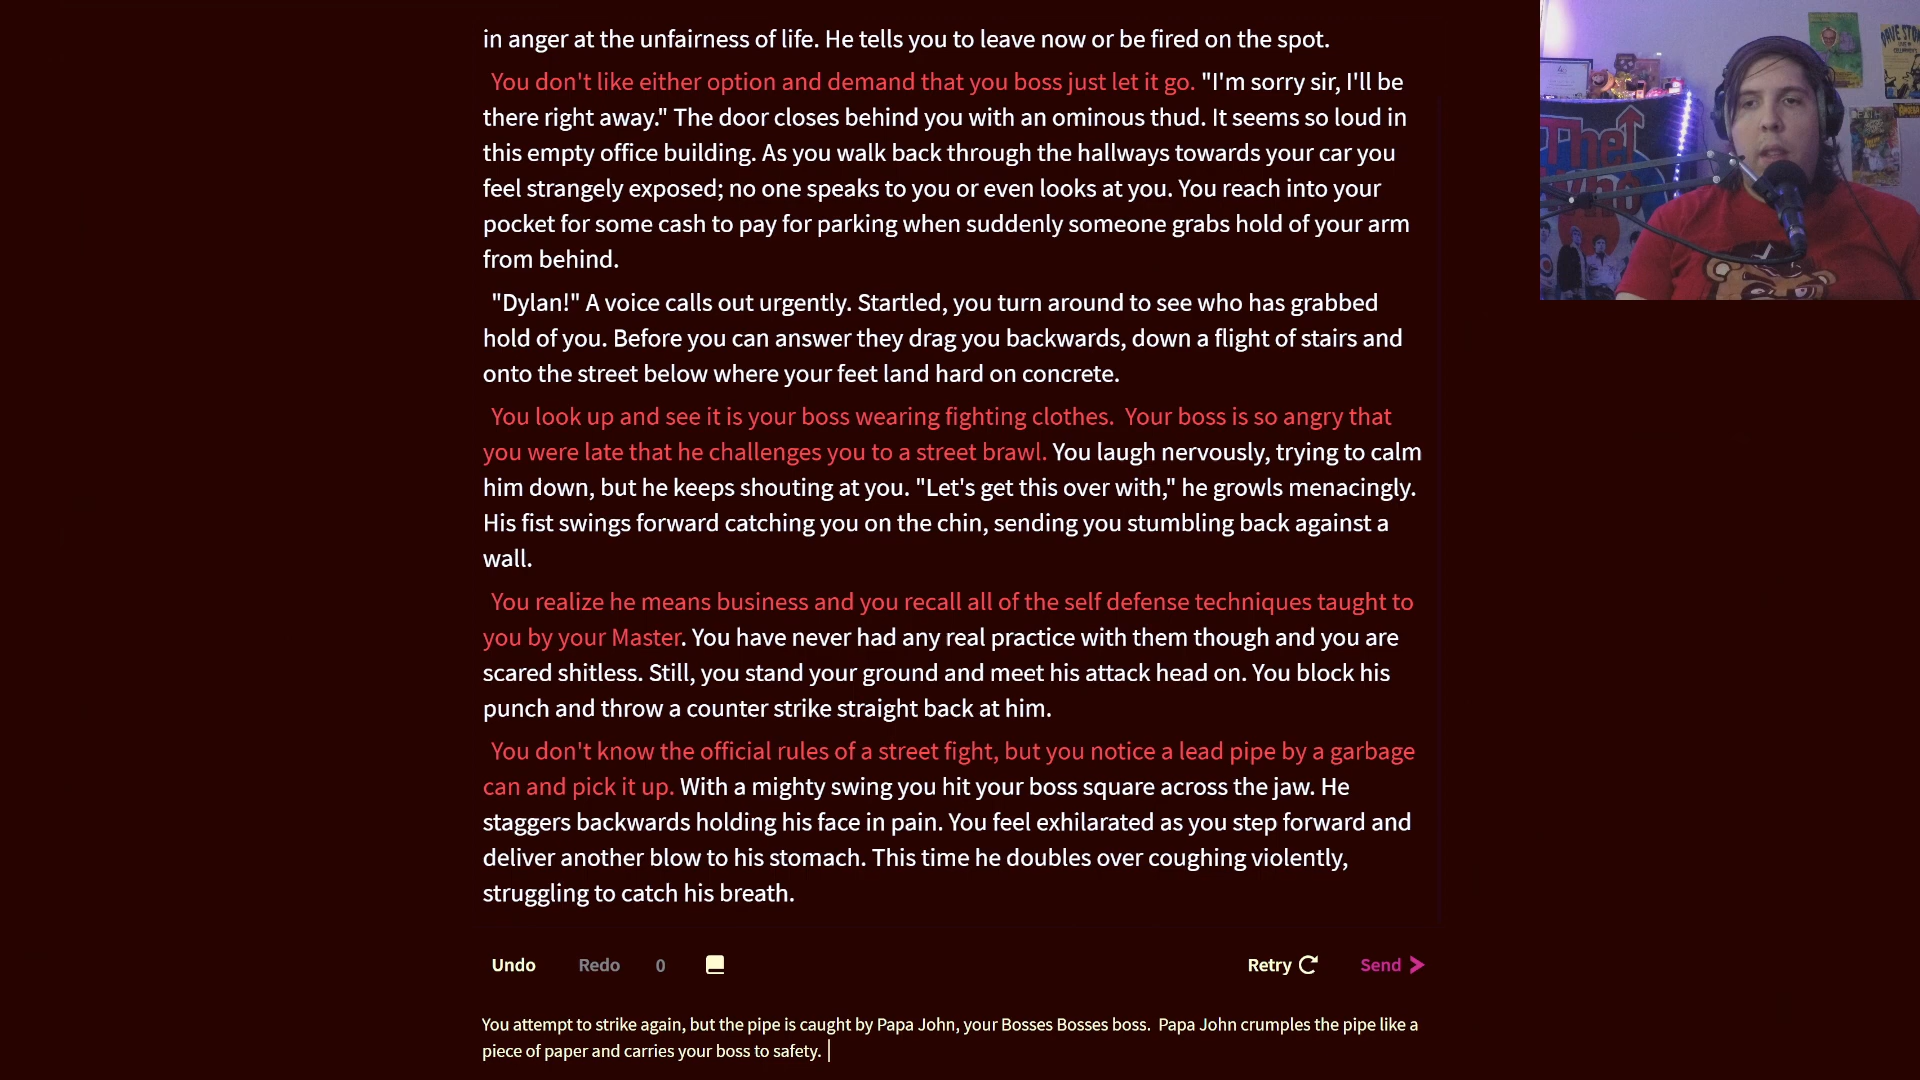 in anger at the unfairness of life. He tells you to leave now or be fired on the spot.
You don't like either option and demand that you boss just let it go. "I'm sorry sir, I'll be
there right away." The door closes behind you with an ominous thud. It seems so loud in
this empty office building. As you walk back through the hallways towards your car you
feel strangely exposed; no one speaks to you or even looks at you. You reach into your
pocket for some cash to pay for parking when suddenly someone grabs hold of your arm
from behind.
"Dylan!" A voice calls out urgently. Startled, you turn around to see who has grabbed
hold of you. Before you can answer they drag you backwards, down a flight of stairs and
onto the street below where your feet land hard on concrete.
You look up and see it is your boss wearing fighting clothes. Your boss is so angry that
you were late that he challenges you to a street brawl. You laugh nervously, trying to calm
him down, but he keeps shouting at you. "Let's get this over with," he growls menacingly.
His fist swings forward catching you on the chin, sending you stumbling back against a
wall.
You realize he means business and you recall all of the self defense techniques taught to
you by your Master. You have never had any real practice with them though and you are
scared shitless. Still, you stand your ground and meet his attack head on. You block his
punch and throw a counter strike straight back at him.
You don't know the official rules of a street fight, but you notice a lead pipe by a garbage
can and pick it up. With a mighty swing you hit your boss square across the jaw. He
staggers backwards holding his face in pain. You feel exhilarated as you step forward and
deliver another blow to his stomach. This time he doubles over coughing violently,
struggling to catch his breath.
Undo Redo 0 Retry Send
You attempt to strike again, but the pipe is caught by Papa John, your Bosses Bosses boss. Papa John crumples the pipe like a
piece of paper and carries your boss to safety.
The